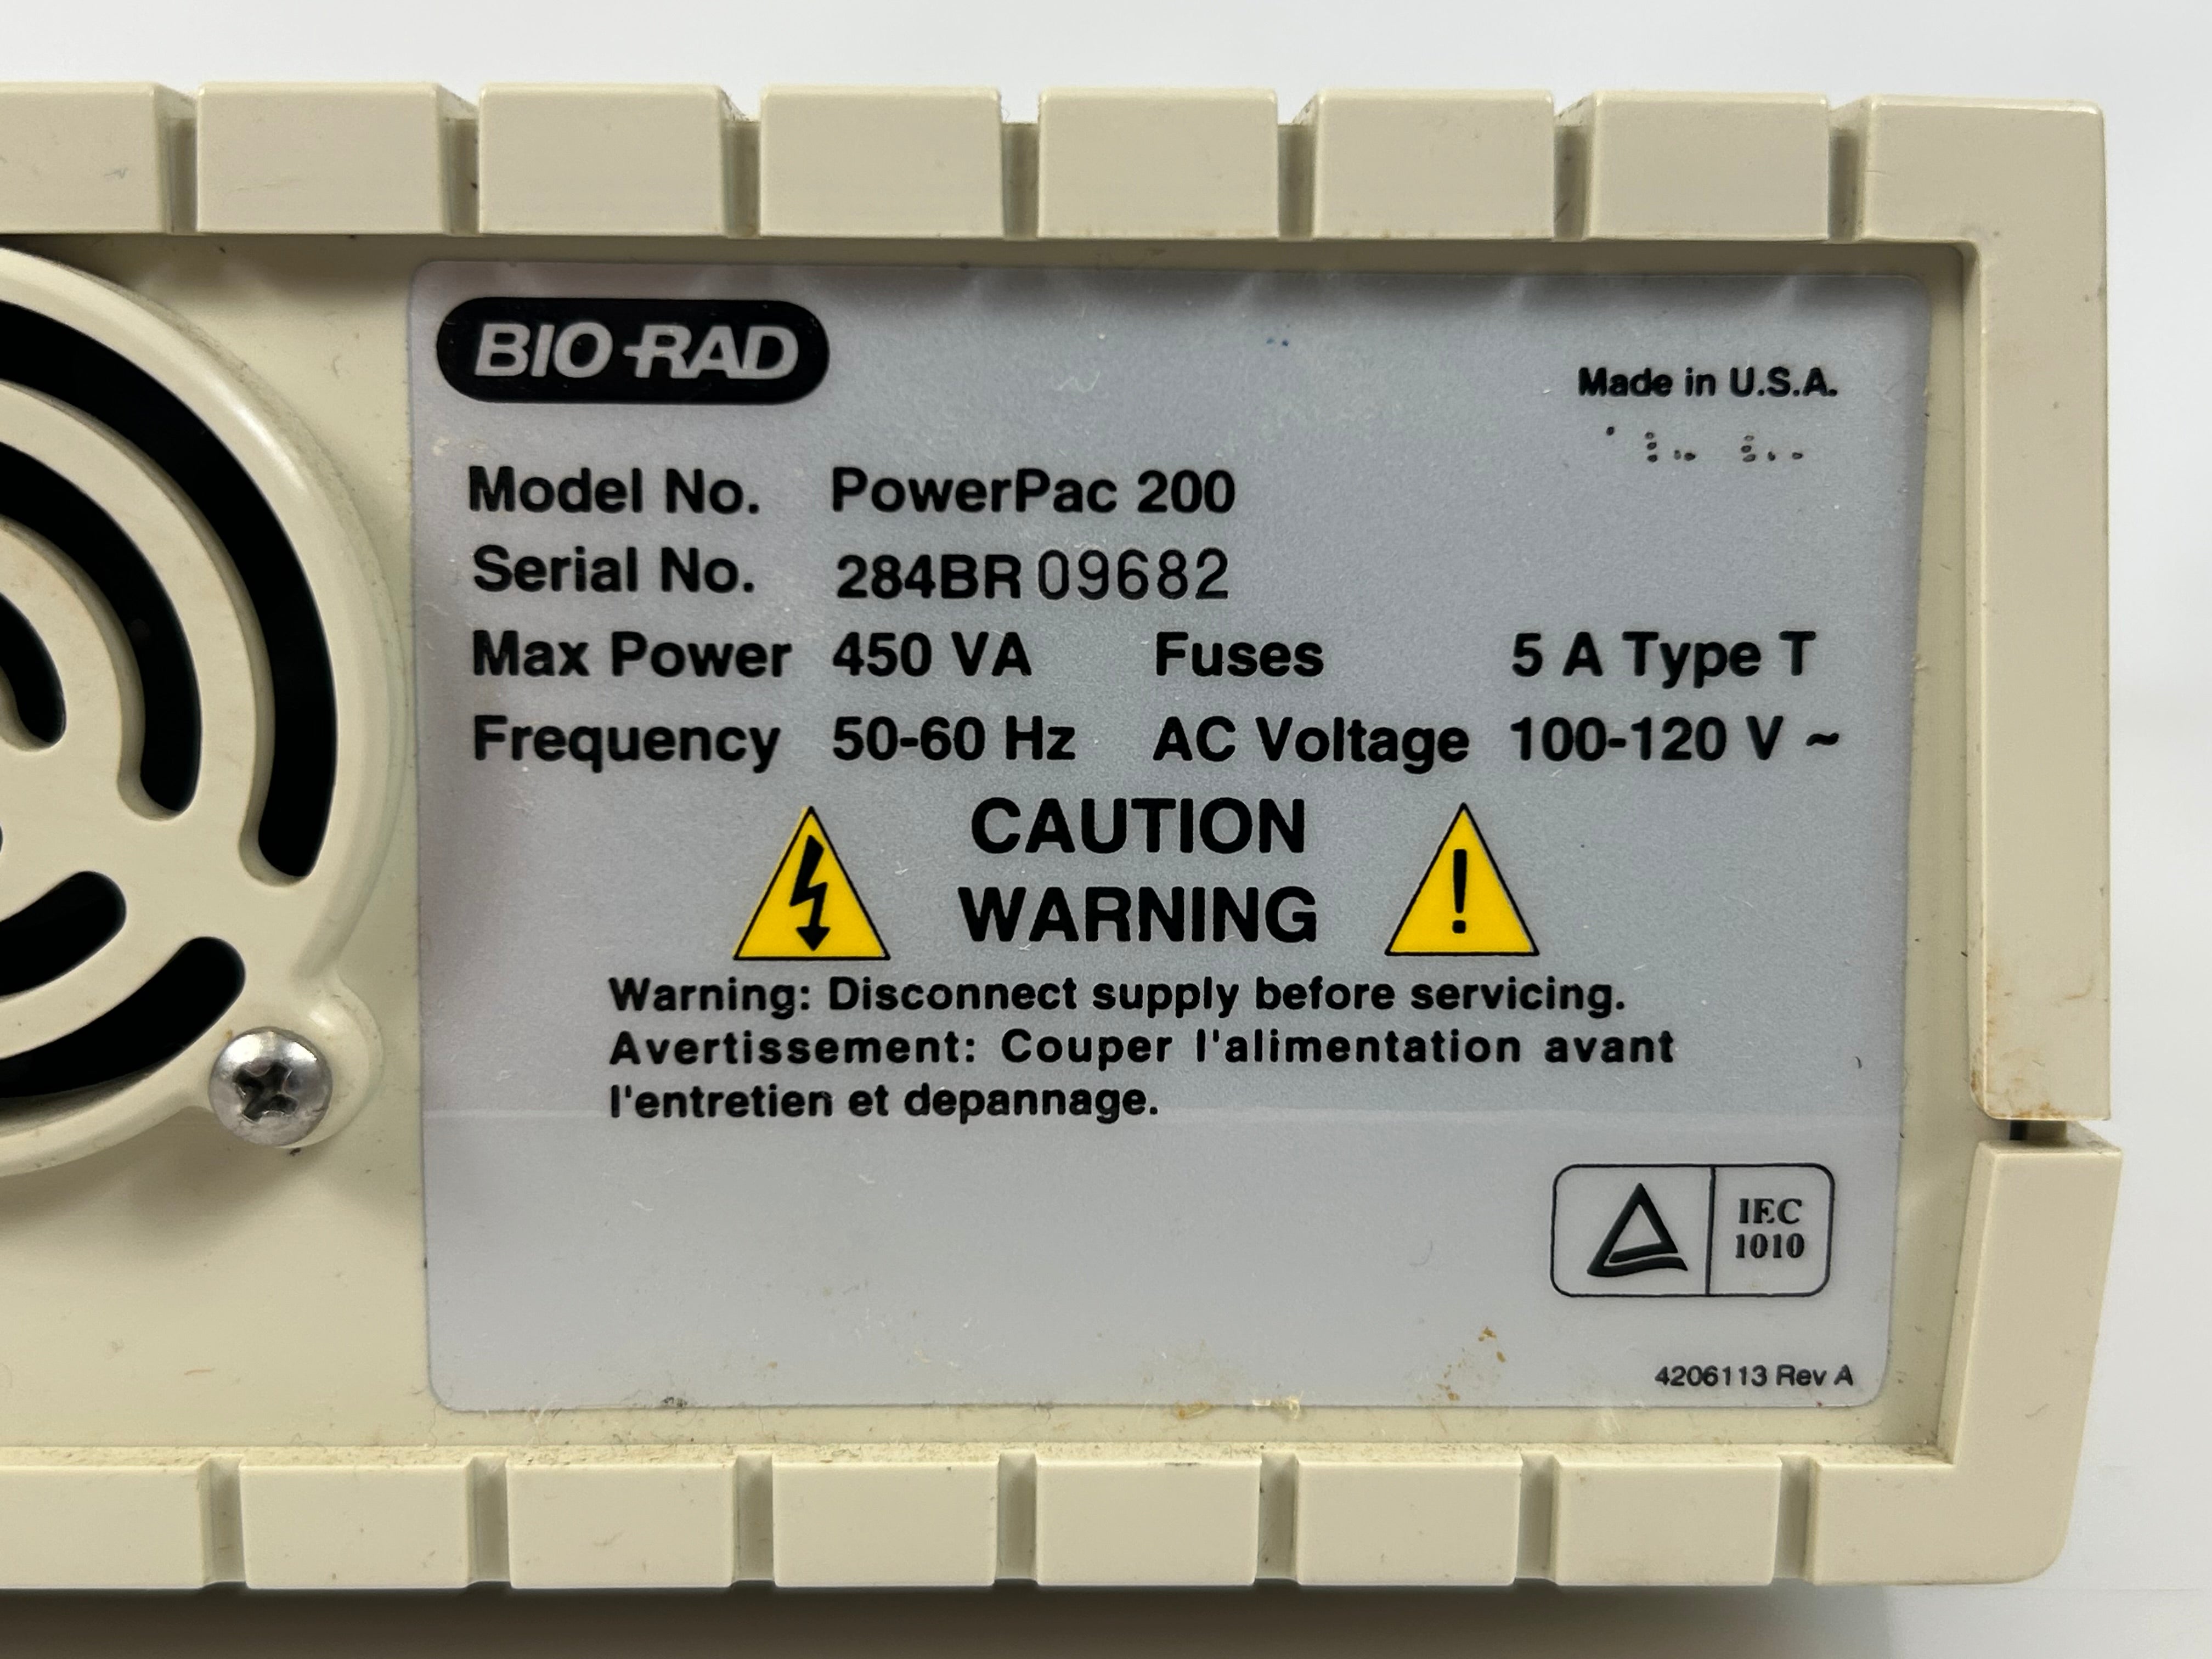 BIO-RAD
Made in U.S.A.
Model No. PowerPac 200
Serial No. 284BR 09682
Max Power 450 VA Fuses 5 A Type T
Frequency 50-60 Hz AC Voltage 100-120 V ~
CAUTION
WARNING
Warning: Disconnect supply before servicing.
Avertissement: Couper l'alimentation avant
l'entretien et depannage.
IEC
1010
4206113 Rev A